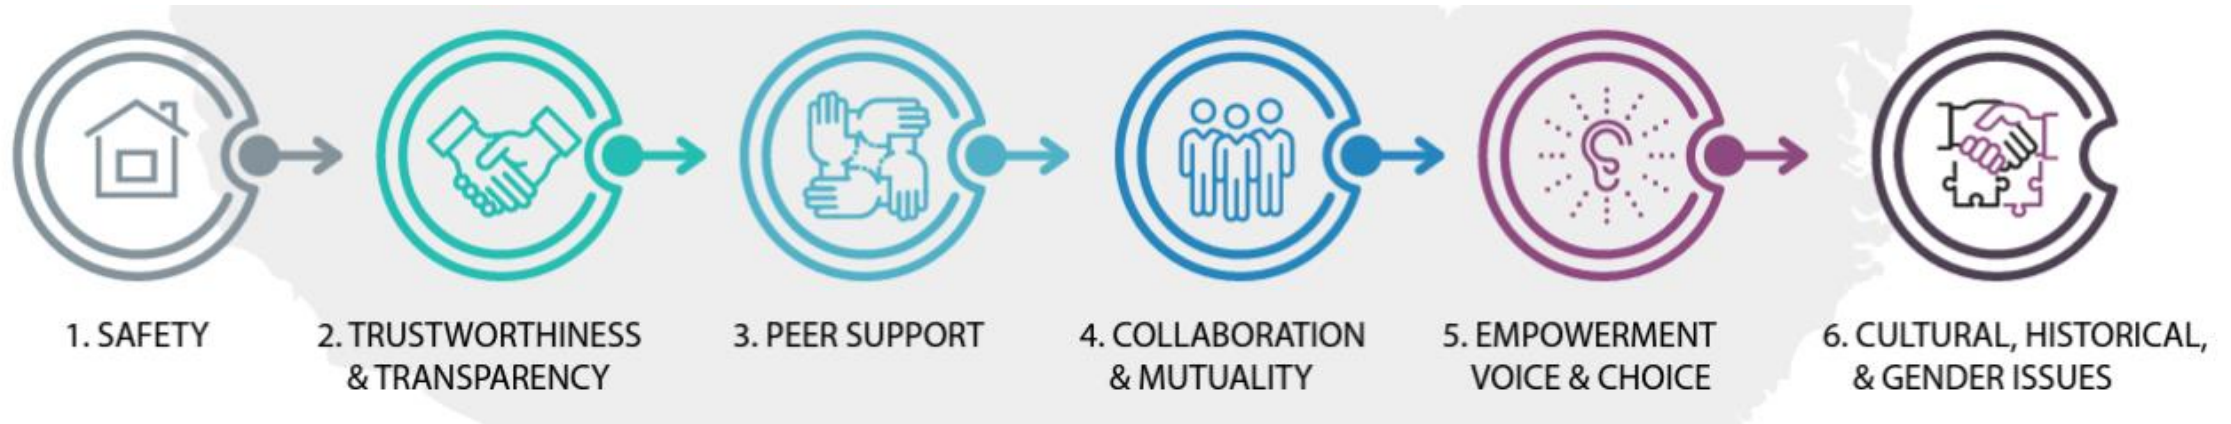 1. SAFETY
2. TRUSTWORTHINESS
& TRANSPARENCY
3. PEER SUPPORT
4. COLLABORATION
& MUTUALITY
5. EMPOWERMENT
VOICE & CHOICE
6. CULTURAL, HISTORICAL,
& GENDER ISSUES